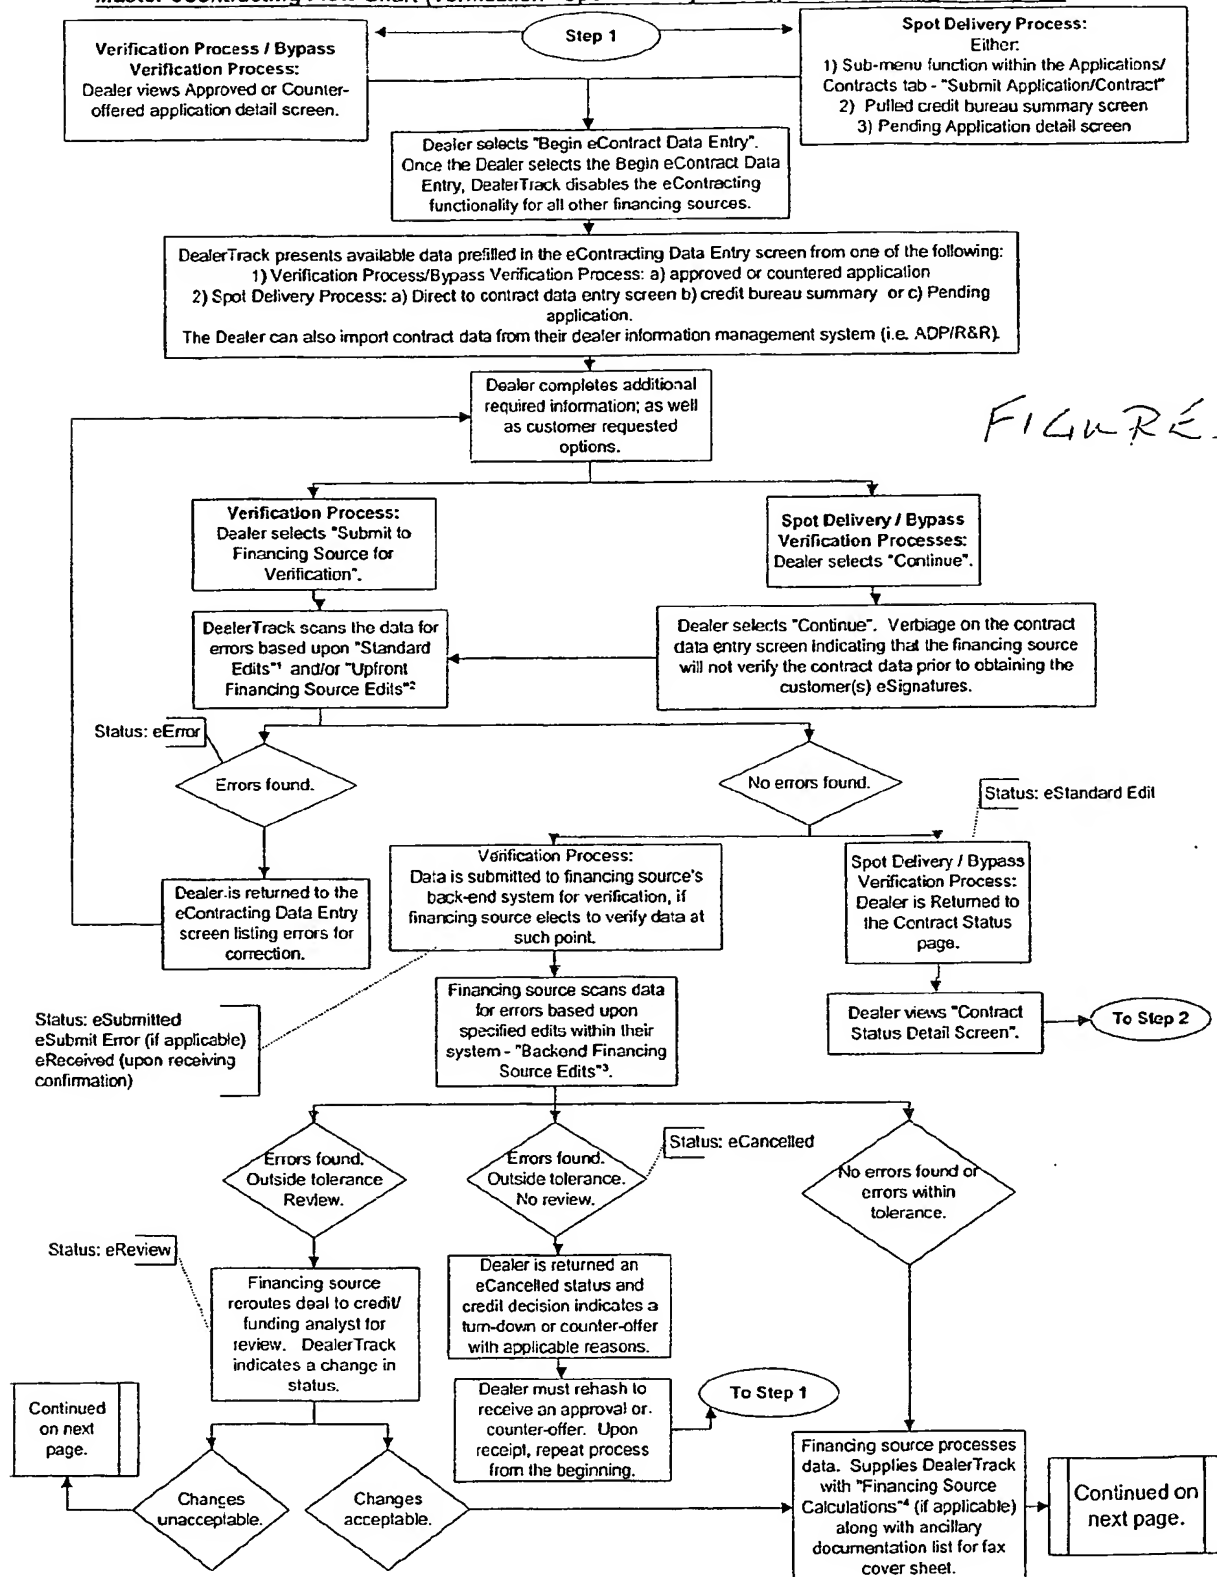 Step 1
Verification Process / Bypass
Verification Process:
Dealer views Approved or Counter-
offered application detail screen.
Spot Delivery Process:
Either:
1) Sub-menu function within the Applications/
Contracts tab - "Submit Application/Contract"
2) Pulled credit bureau summary screen
3) Pending Application detail screen
Dealer selects "Begin eContract Data Entry".
Once the Dealer selects the Begin eContract Data
Entry, DealerTrack disables the eContracting
functionality for all other financing sources.
DealerTrack presents available data prefilled in the eContracting Data Entry screen from one of the following:
1) Verification Process/Bypass Verification Process: a) approved or countered application
2) Spot Delivery Process: a) Direct to contract data entry screen b) credit bureau summary or c) Pending
application.
The Dealer can also import contract data from their dealer information management system (i.e. ADP/R&R).
Dealer completes additional
required information; as well
as customer requested
options.
FIGURE
Verification Process:
Dealer selects "Submit to
Financing Source for
Verification".
Spot Delivery / Bypass
Verification Processes:
Dealer selects "Continue".
DeelerTrack scans the data for
errors based upon "Standard
Edits"¹ and/or "Upfront
Financing Source Edits"²
Dealer selects "Continue". Verbiage on the contract
data entry screen indicating that the financing source
will not verify the contract data prior to obtaining the
customer(s) eSignatures.
Status: eError
Errors found.
No errors found.
Status: eStandard Edit
Dealer is returned to the
eContracting Data Entry
screen listing errors for
correction.
Verification Process:
Data is submitted to financing source's
back-end system for verification, if
financing source elects to verify data at
such point.
Spot Delivery / Bypass
Verification Process:
Dealer is Returned to
the Contract Status
page.
Status: eSubmitted
eSubmit Error (if applicable)
eReceived (upon receiving
confirmation)
Financing source scans data
for errors based upon
specified edits within their
system - "Backend Financing
Source Edits"³.
Dealer views "Contract
Status Detail Screen".
To Step 2
Errors found.
Outside tolerance
Review.
Errors found.
Outside tolerance.
No review.
Status: eCancelled
No errors found or
errors within
tolerance.
Status: eReview
Financing source
reroutes deal to credit/
funding analyst for
review. DealerTrack
indicates a change in
status.
Dealer is returned an
eCancelled status and
credit decision indicates a
turn-down or counter-offer
with applicable reasons.
Dealer must rehash to
receive an approval or
counter-offer. Upon
receipt, repeat process
from the beginning.
To Step 1
Continued
on next
page.
Changes
unacceptable.
Changes
acceptable.
Financing source processes
data. Supplies DealerTrack
with "Financing Source
Calculations"⁴ (if applicable)
along with ancillary
documentation list for fax
cover sheet.
Continued on
next page.